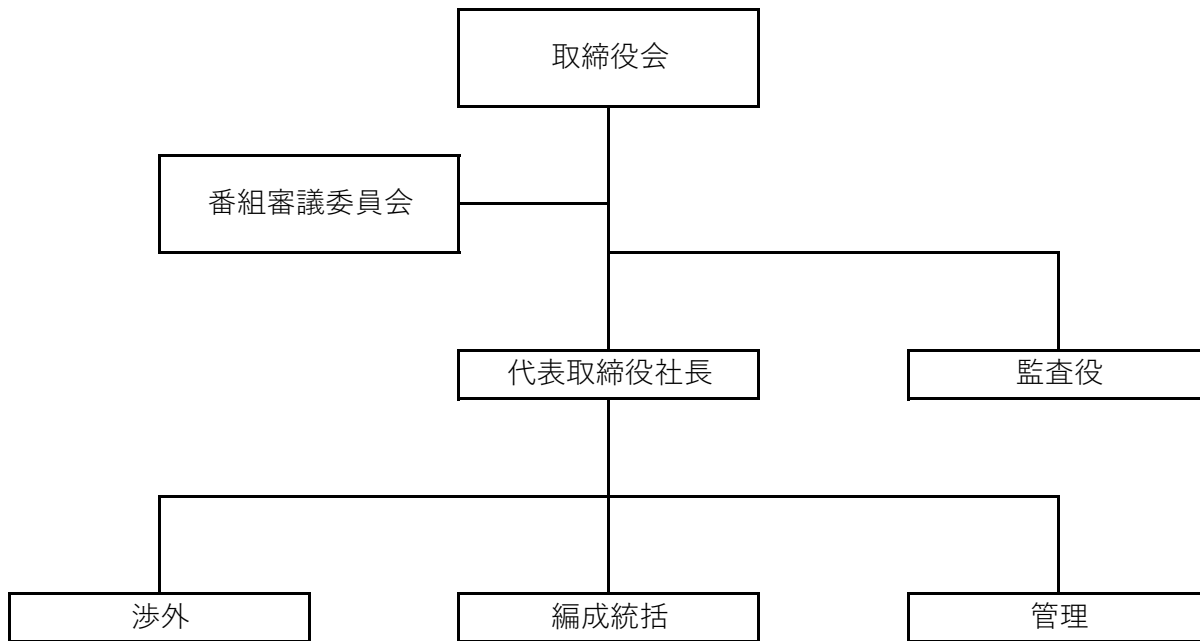 取締役会
番組審議委員会
代表取締役社長
監査役
渉外
編成統括
管理